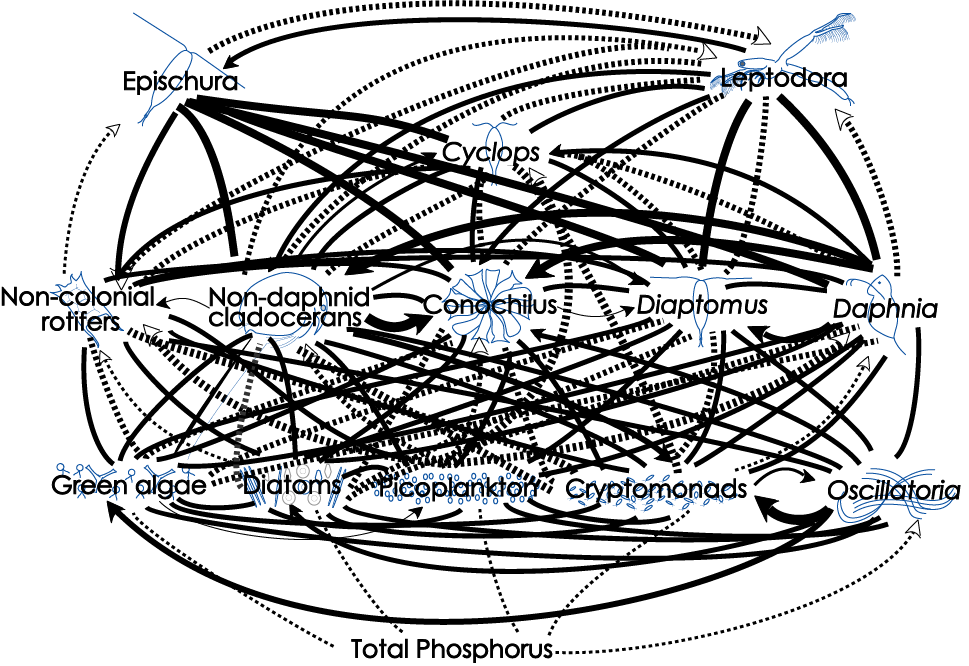 Epischura
Leptodora
Cyclops
Non-colonial
rotifers
Non-daphnid
cladocerans
Conochilus
Diaptomus
Daphnia
Green algae
Diatoms
Picoplankton
Cryptomonads
Oscillatoria
Total Phosphorus